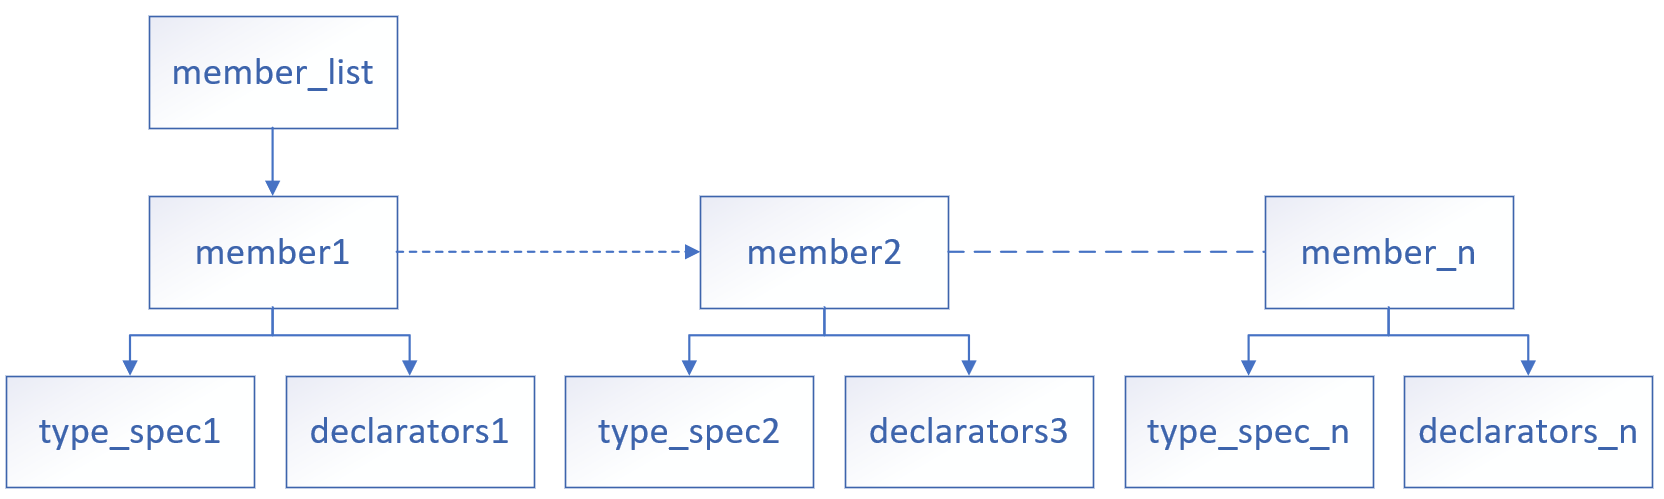 member_list
member1
member2
member_n
type_spec1
declarators1
type_spec2
declarators3
type_spec_n
declarators_n